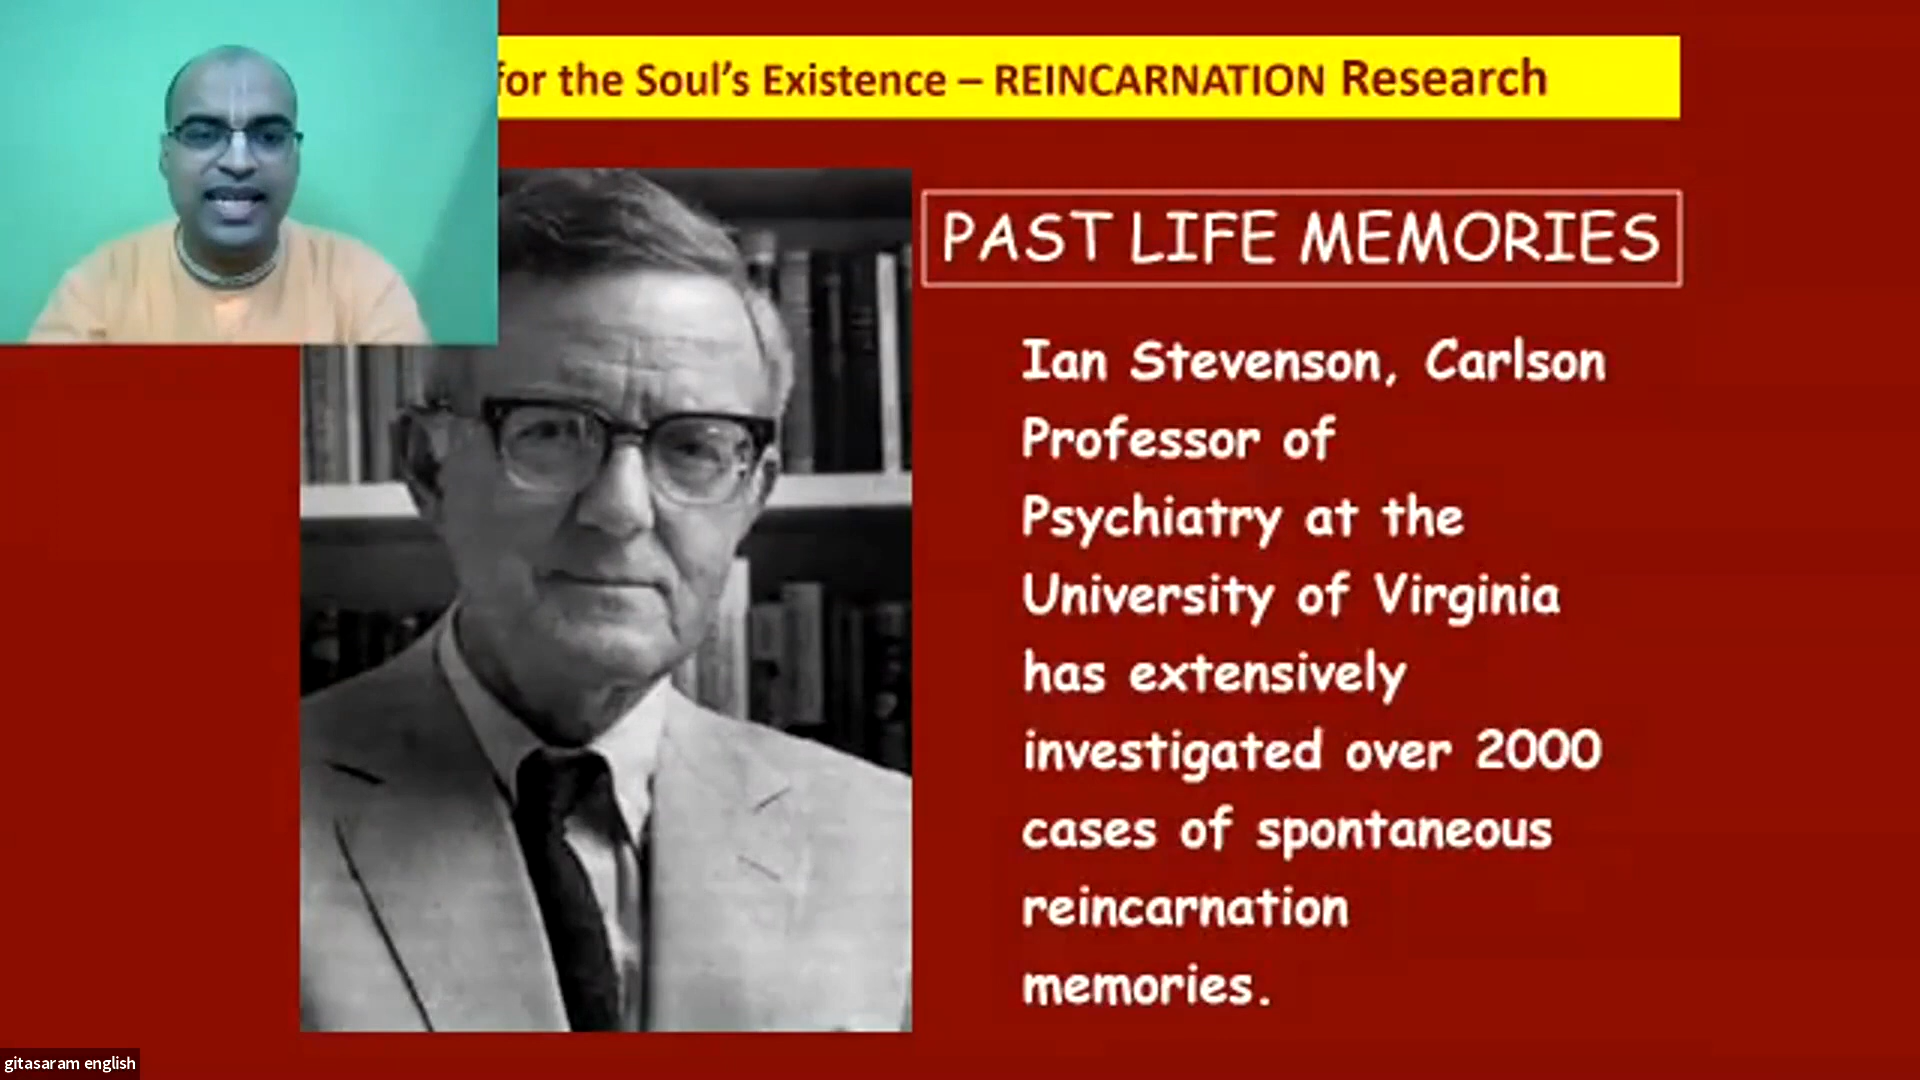 for the Soul's Existence – REINCARNATION Research
PAST LIFE MEMORIES
Ian Stevenson, Carlson
Professor of
Psychiatry at the
University of Virginia
has extensively
investigated over 2000
cases of spontaneous
reincarnation
memories.
gitasaram english